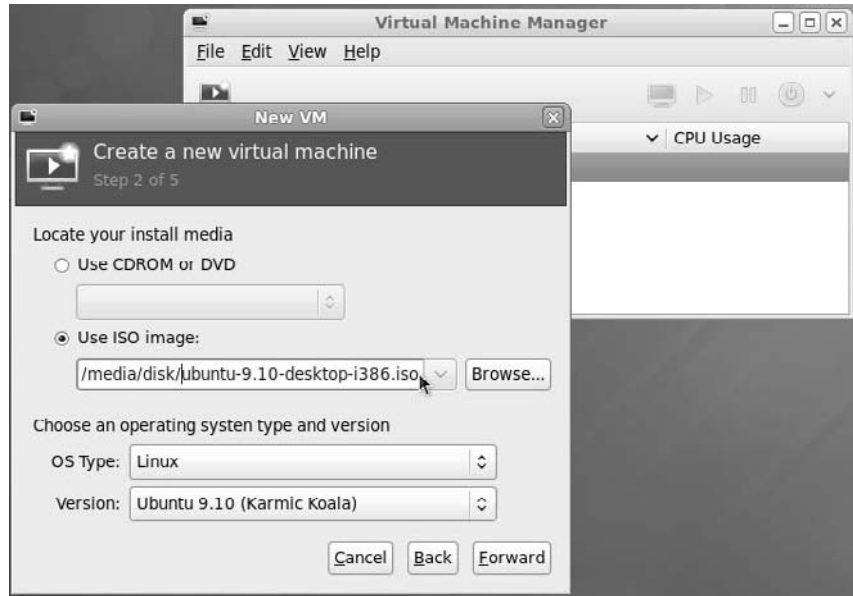 Virtual Machine Manager
File Edit View Help
CPU Usage
New VM
Create a new virtual machine
Step 2 of 5
Locate your install media
Use CDROM or DVD
Use ISO image:
/media/disk/ubuntu-9.10-desktop-i386.iso
Browse...
Choose an operating systen type and version
OS Type: Linux
Version: Ubuntu 9.10 (Karmic Koala)
Cancel Back Forward